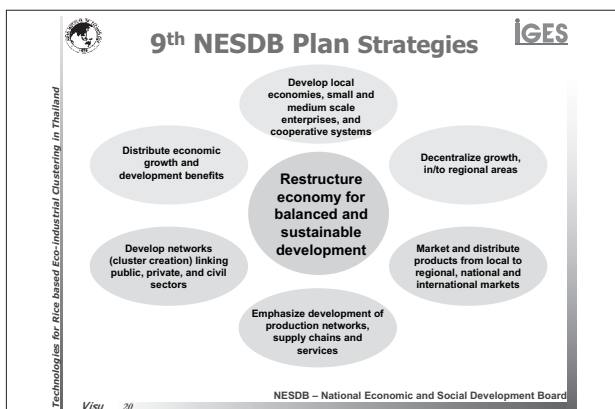 9th NESDB Plan Strategies
iGES
Technologies for Rice based Eco-industrial Clustering in Thailand
Develop local
economies, small and
medium scale
enterprises, and
cooperative systems
Distribute economic
growth and
development benefits
Decentralize growth,
in/to regional areas
Restructure
economy for
balanced and
sustainable
development
Develop networks
(cluster creation) linking
public, private, and civil
sectors
Market and distribute
products from local to
regional, national and
international markets
Emphasize development of
production networks,
supply chains and
services
NESDB – National Economic and Social Development Board
Visu 20